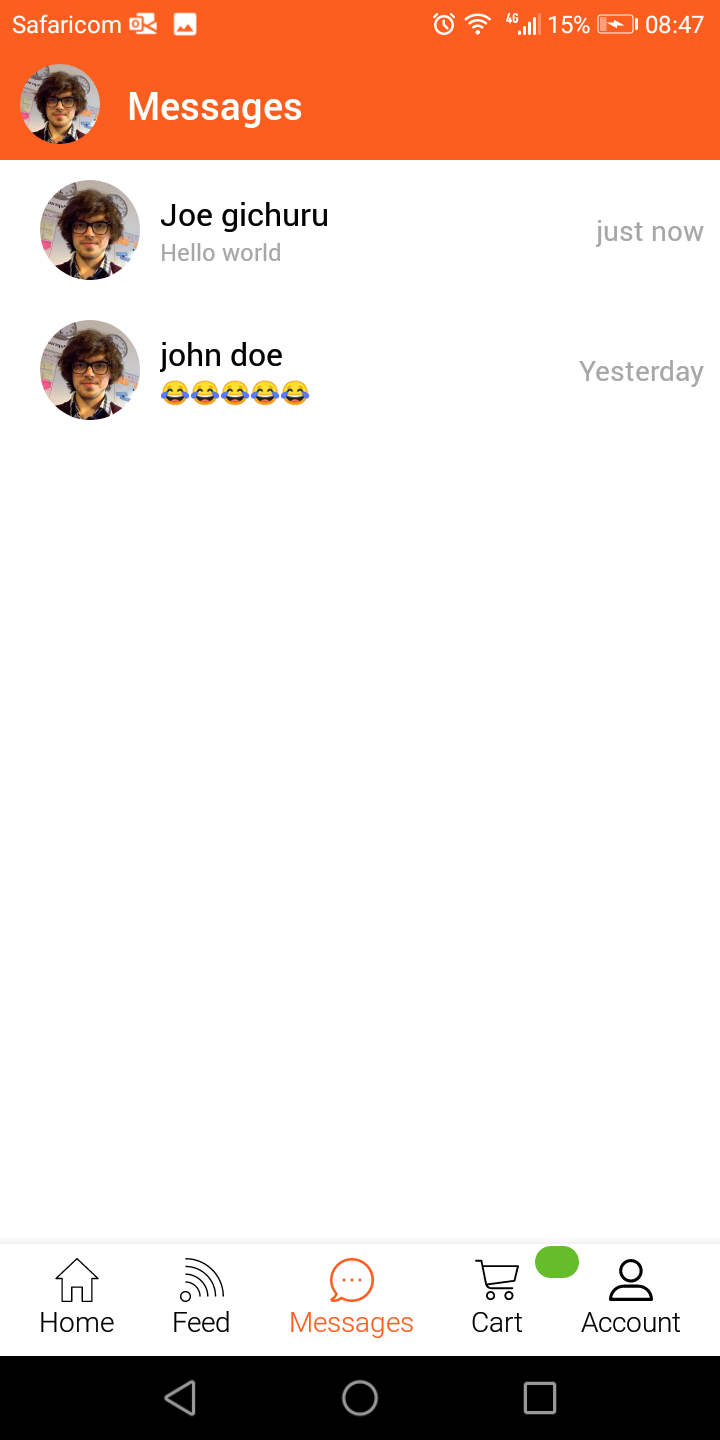 Safaricom 4G 15% 08:47
Messages
Joe gichuru
Hello world
just now
john doe
😂😂😂😂😂
Yesterday
Home Feed Messages Cart Account